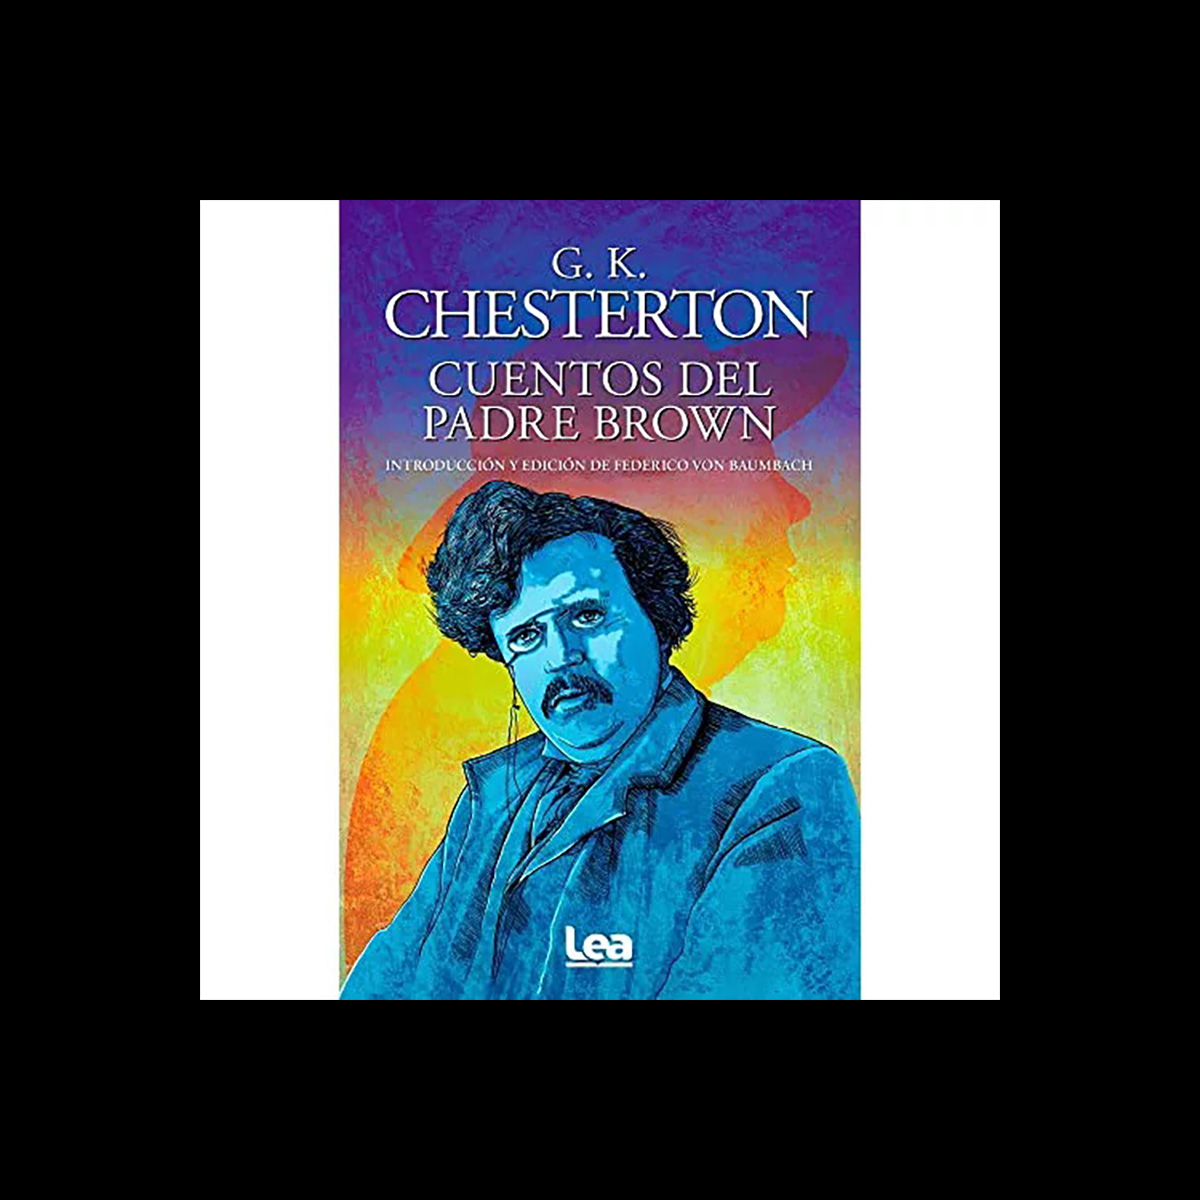 G. K.
CHESTERTON
CUENTOS DEL
PADRE BROWN
INTRODUCCIÓN Y EDICIÓN DE FEDERICO VON BAUMBACH
Lea